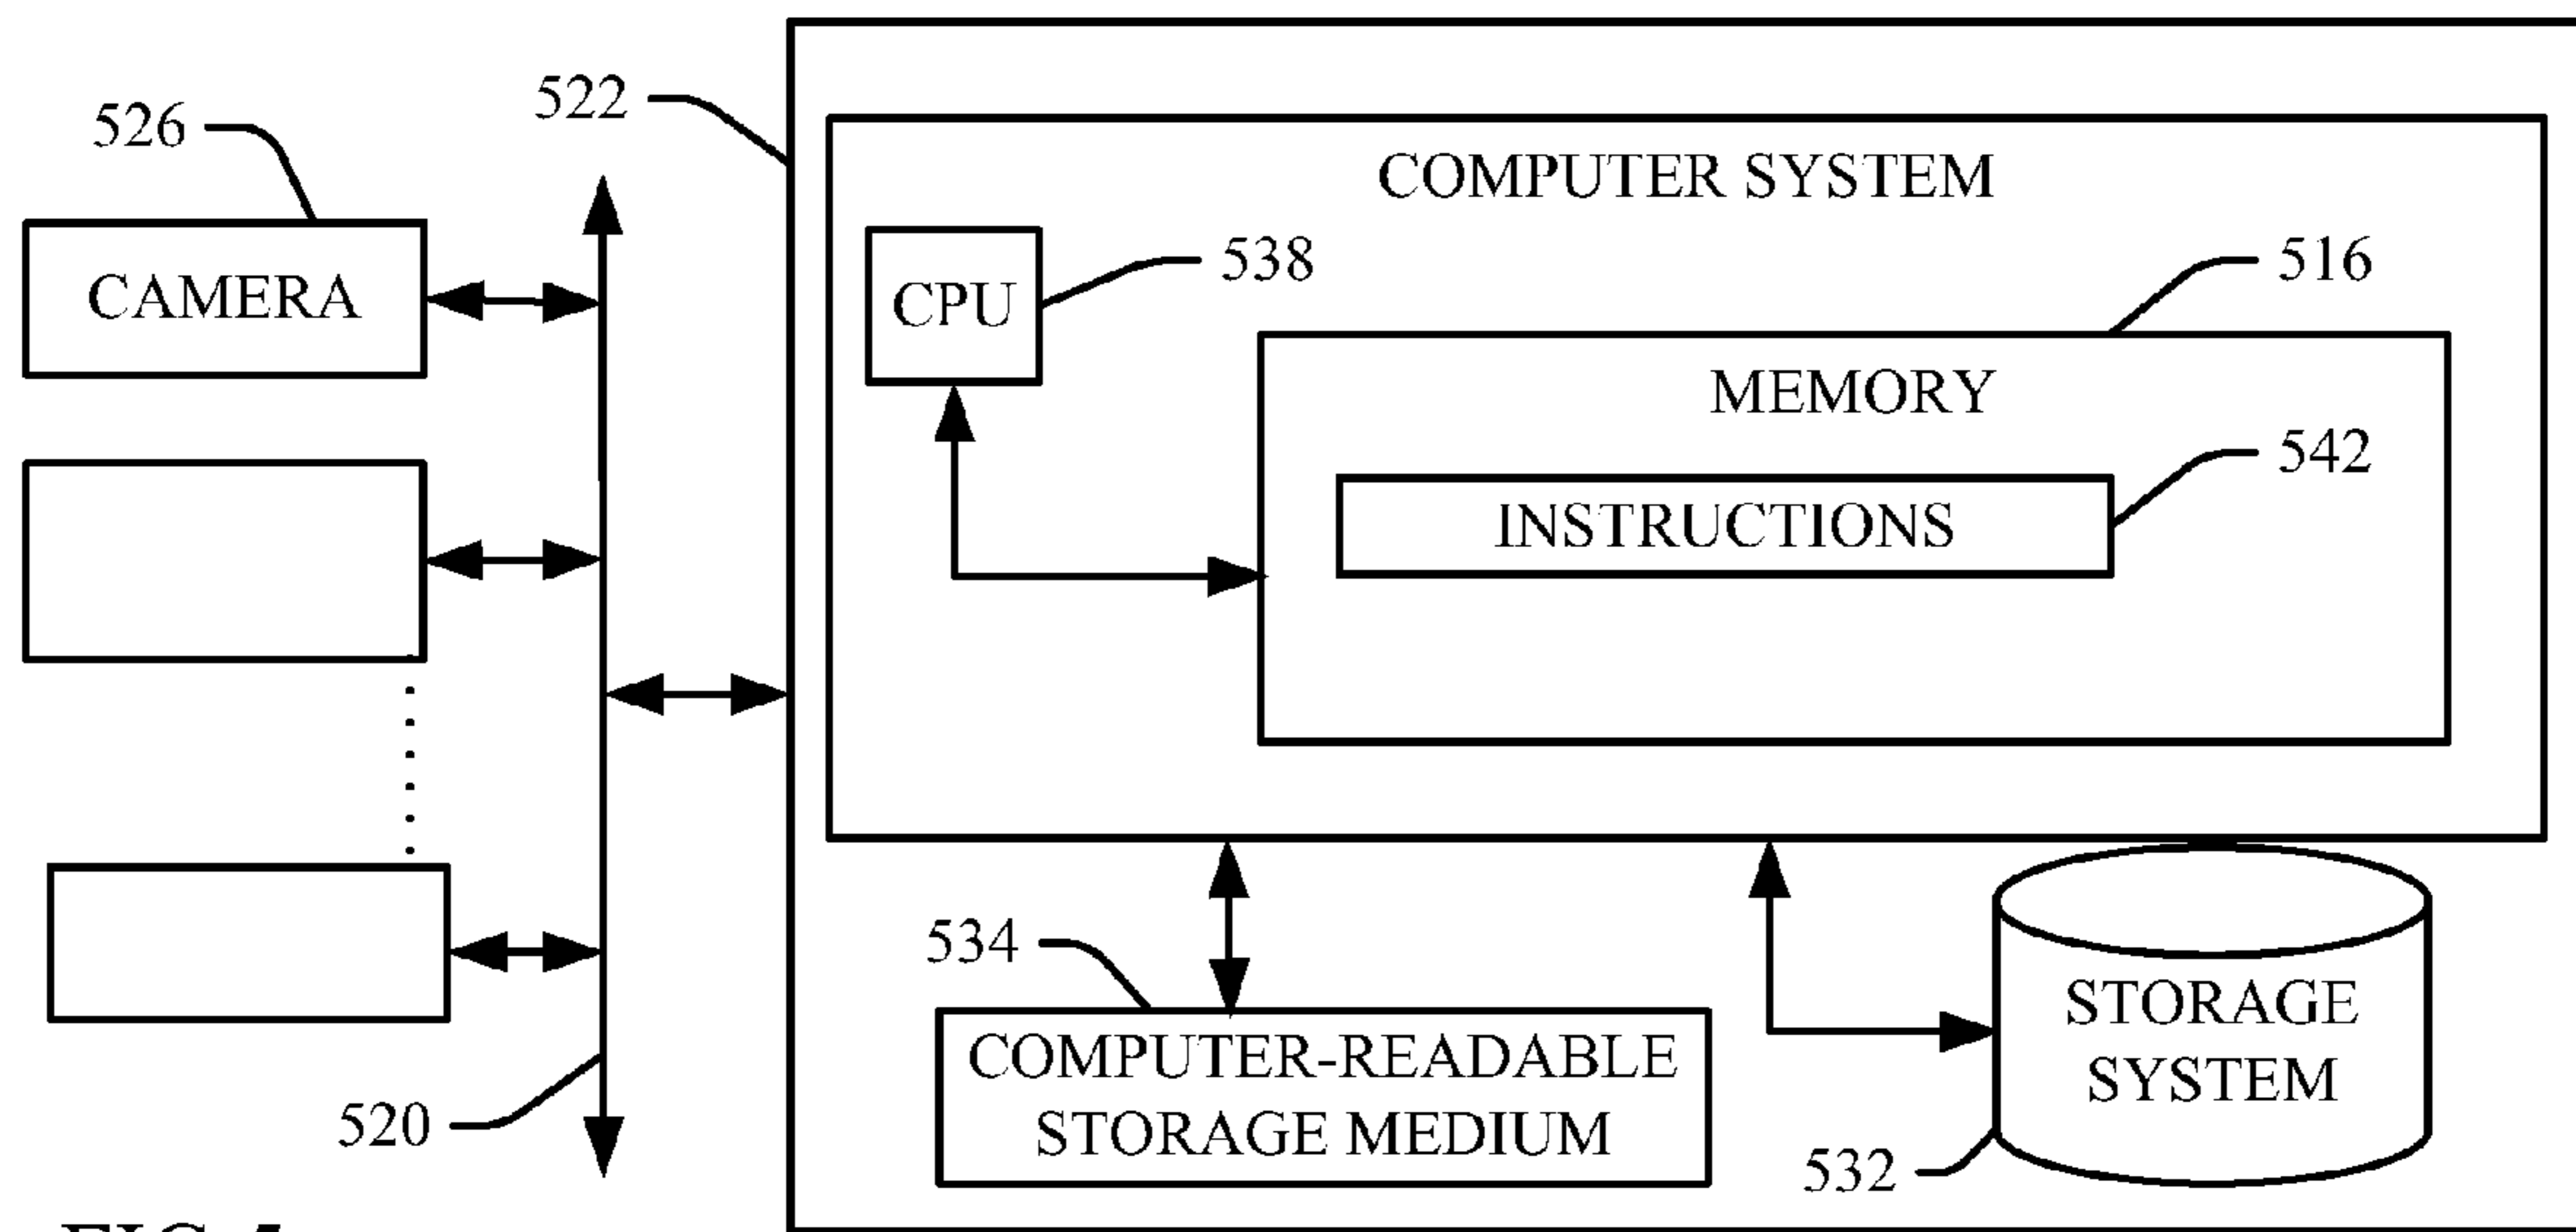 526
522
COMPUTER SYSTEM
CAMERA
CPU
538
516
MEMORY
542
INSTRUCTIONS
534
COMPUTER-READABLE
STORAGE MEDIUM
STORAGE
SYSTEM
520
532